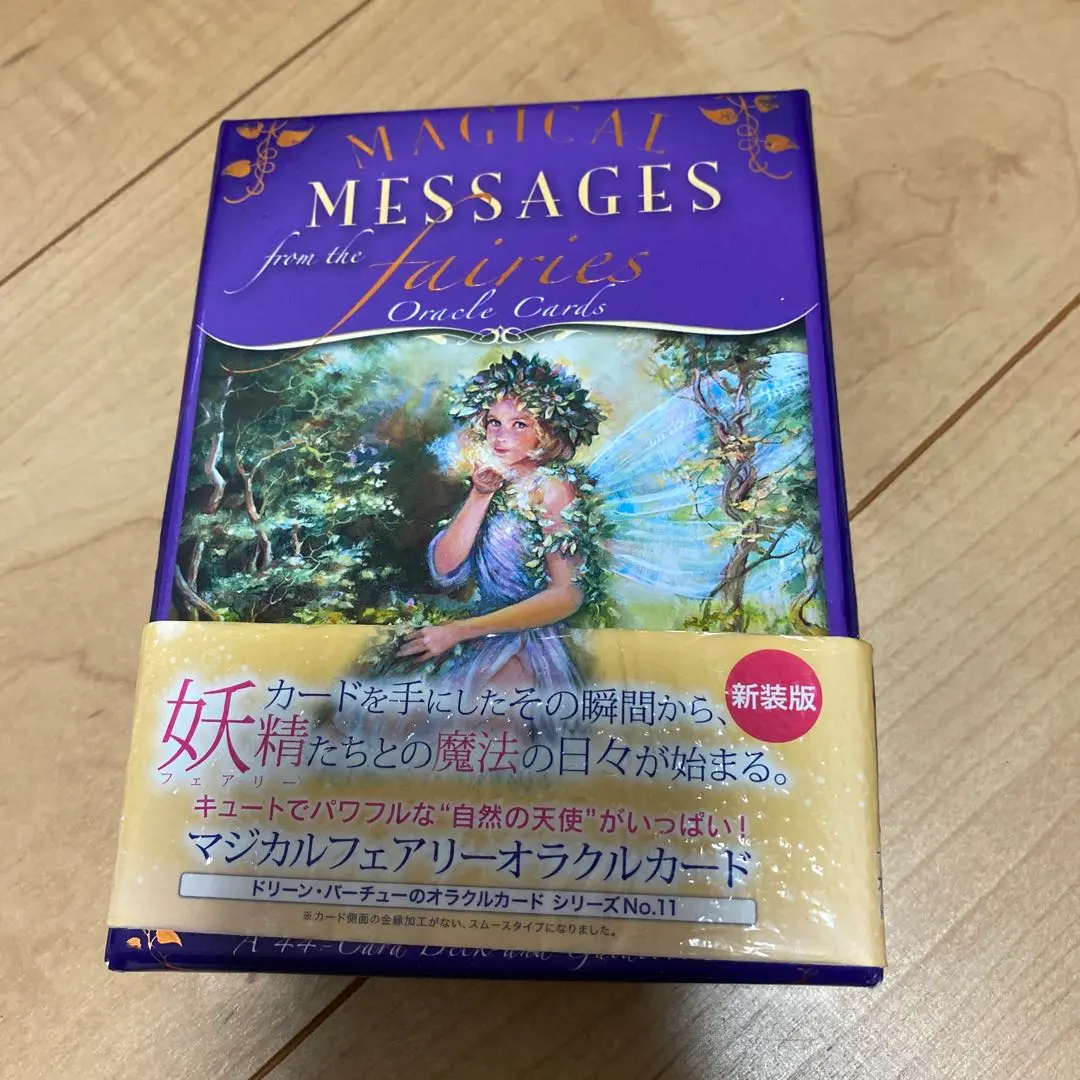 MAGICAL
MESSAGES
from the fairies
Oracle Cards
新装版
カードを手にしたその瞬間から、
妖精たちとの魔法の日々が始まる。
フェアリー
キュートでパワフルな“自然の天使”がいっぱい！
マジカルフェアリーオラクルカード
ドリーン・バーチューのオラクルカード シリーズNo.11
※カード側面の金縁加工がない、スムースタイプになりました。
A 44-Card Deck and